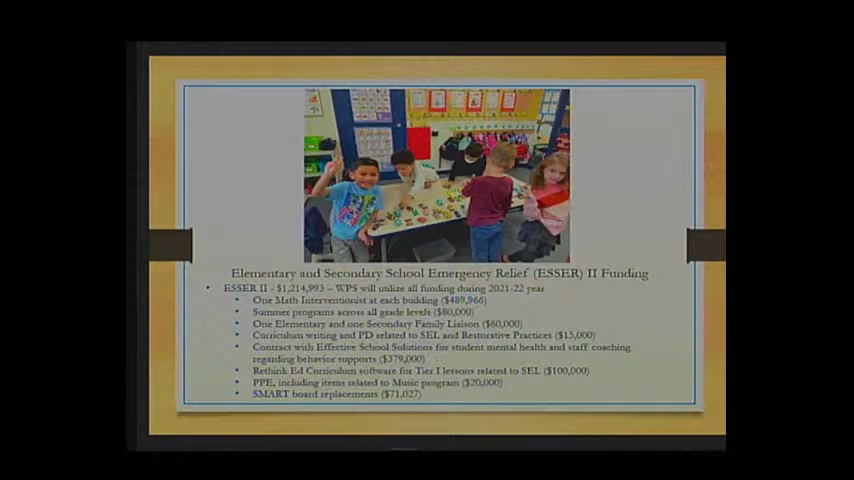 Elementary and Secondary School Emergency Relief (ESSER) II Funding
• ESSER II - $1,214,993 – WPS will utilize all funding during 2021-22 year
• One Math Interventionist at each building ($489,966)
• Summer programs across all grade levels ($80,000)
• One Elementary and one Secondary Family Liaison ($60,000)
• Curriculum writing and PD related to SEL and Restorative Practices ($15,000)
• Contract with Effective School Solutions for student mental health and staff coaching
regarding behavior supports ($379,000)
• Rethink Ed Curriculum software for Tier I lessons related to SEL ($100,000)
• PPE, including items related to Music program ($20,000)
• SMART board replacements ($71,027)